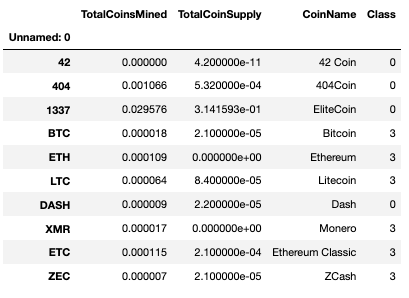 TotalCoinsMined TotalCoinSupply CoinName Class
Unnamed: 0
42 0.000000 4.200000e-11 42 Coin 0
404 0.001066 5.320000e-04 404Coin 0
1337 0.029576 3.141593e-01 EliteCoin 0
BTC 0.000018 2.100000e-05 Bitcoin 3
ETH 0.000109 0.000000e+00 Ethereum 3
LTC 0.000064 8.400000e-05 Litecoin 3
DASH 0.000009 2.200000e-05 Dash 0
XMR 0.000017 0.000000e+00 Monero 3
ETC 0.000115 2.100000e-04 Ethereum Classic 3
ZEC 0.000007 2.100000e-05 ZCash 3